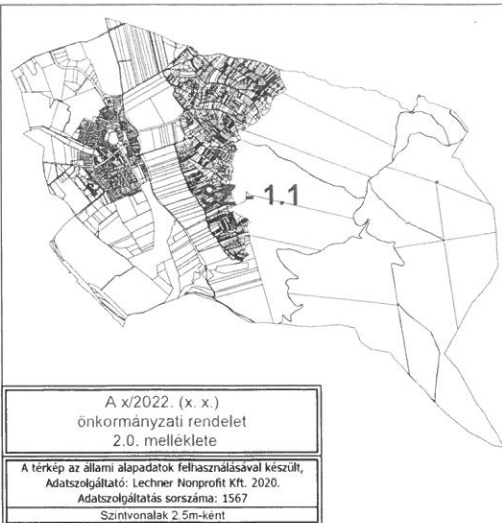 SZ - 1.1
A x/2022. (x. x.)
önkormányzati rendelet
2.0. melléklete
A térkép az állami alapadatok felhasználásával készült,
Adatszolgáltató: Lechner Nonprofit Kft. 2020.
Adatszolgáltatás sorszáma: 1567
Szintvonalak 2.5m-ként